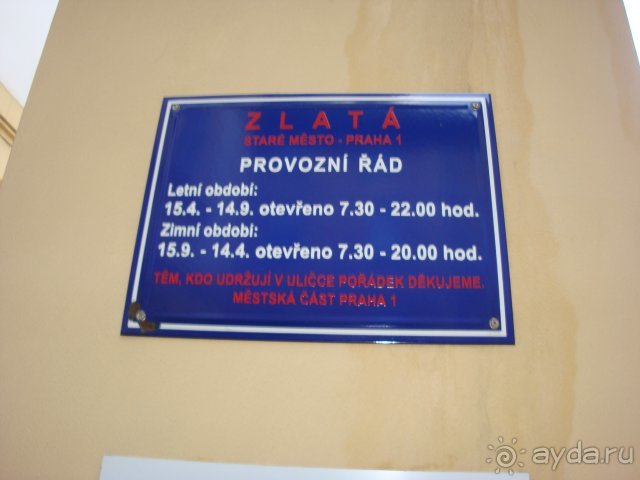 ZLATÁ
STARÉ MĚSTO - PRAHA 1
PROVOZNÍ ŘÁD
Letní období:
15.4. - 14.9. otevřeno 7.30 - 22.00 hod.
Zimní období:
15.9. - 14.4. otevřeno 7.30 - 20.00 hod.
TĚM, KDO UDRŽUJÍ V ULIČCE POŘÁDEK DĚKUJEME.
MĚSTSKÁ ČÁST PRAHA 1
ayda.ru